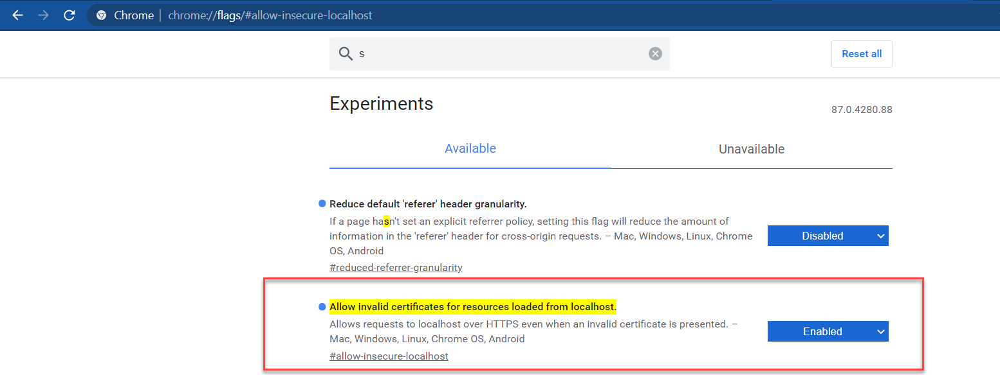 Chrome | chrome://flags/#allow-insecure-localhost
s
Reset all
Experiments
87.0.4280.88
Available
Unavailable
Reduce default 'referer' header granularity.
If a page hasn't set an explicit referrer policy, setting this flag will reduce the amount of
information in the 'referer' header for cross-origin requests. – Mac, Windows, Linux, Chrome
OS, Android
Disabled
#reduced-referrer-granularity
Allow invalid certificates for resources loaded from localhost.
Allows requests to localhost over HTTPS even when an invalid certificate is presented. –
Mac, Windows, Linux, Chrome OS, Android
Enabled
#allow-insecure-localhost